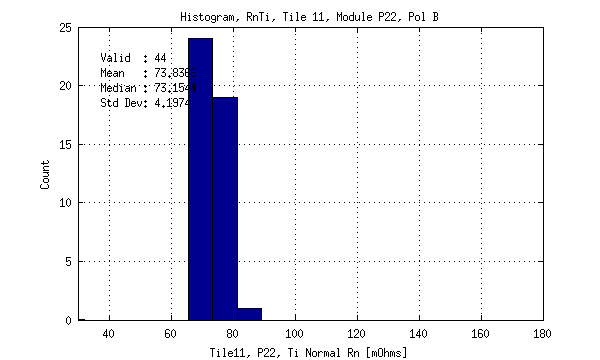 Histogram, RnTi, Tile 11, Module P22, Pol B
25
Valid : 44
Mean : 73.8368
Median : 73.1544
Std Dev: 4.1974
20
15
10
5
0
Count
40 60 80 100 120 140 160 180
Tile11, P22, Ti Normal Rn [mOhms]